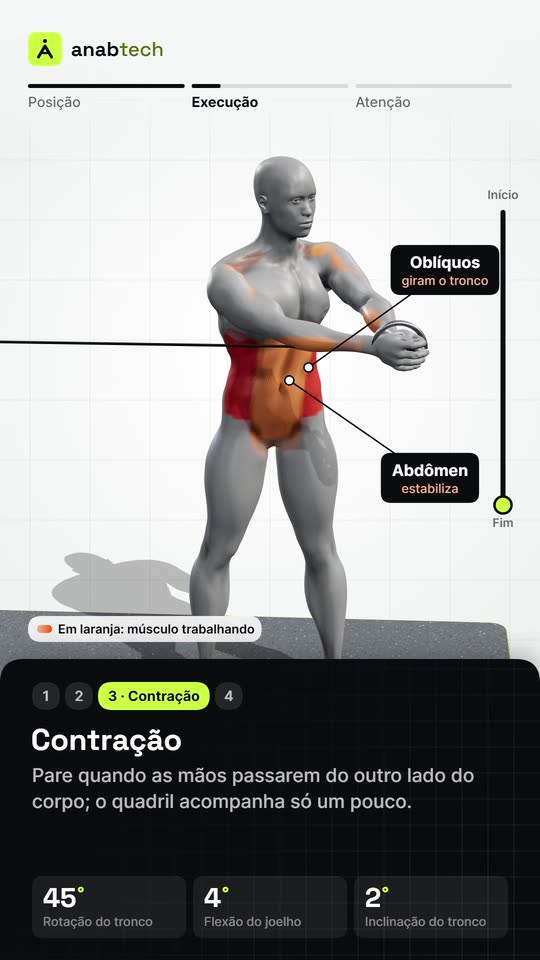 anabtech
Posição
Execução
Atenção
Início
Oblíquos
giram o tronco
Abdômen
estabiliza
Fim
Em laranja: músculo trabalhando
1
2
3 · Contração
4
Contração
Pare quando as mãos passarem do outro lado do
corpo; o quadril acompanha só um pouco.
45°
4°
2°
Rotação do tronco
Flexão do joelho
Inclinação do tronco